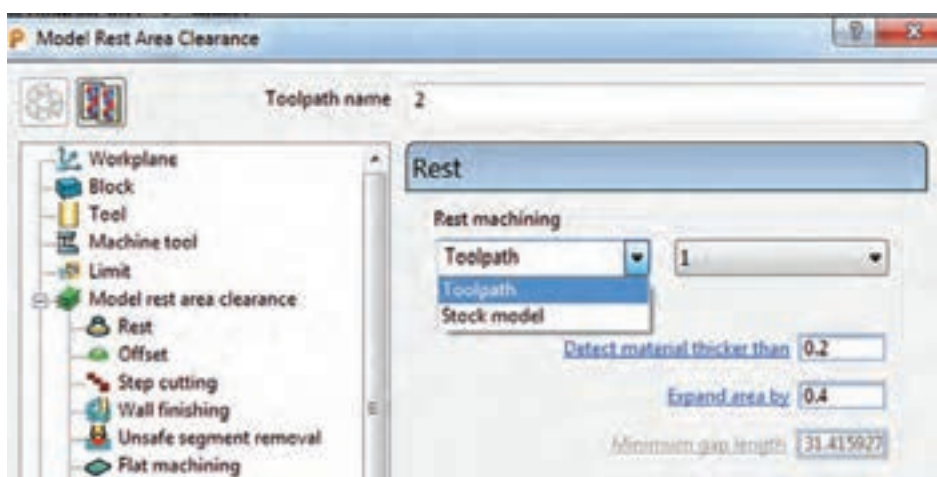 Model Rest Area Clearance
Toolpath name 2
Workplane
Block
Tool
Machine tool
Limit
Model rest area clearance
Rest
Offset
Step cutting
Wall finishing
Unsafe segment removal
Flat machining
Rest
Rest machining
Toolpath 1
Toolpath
Stock model
Detect material thicker than 0.2
Expand area by 0.4
Minimum gap length 31.415927